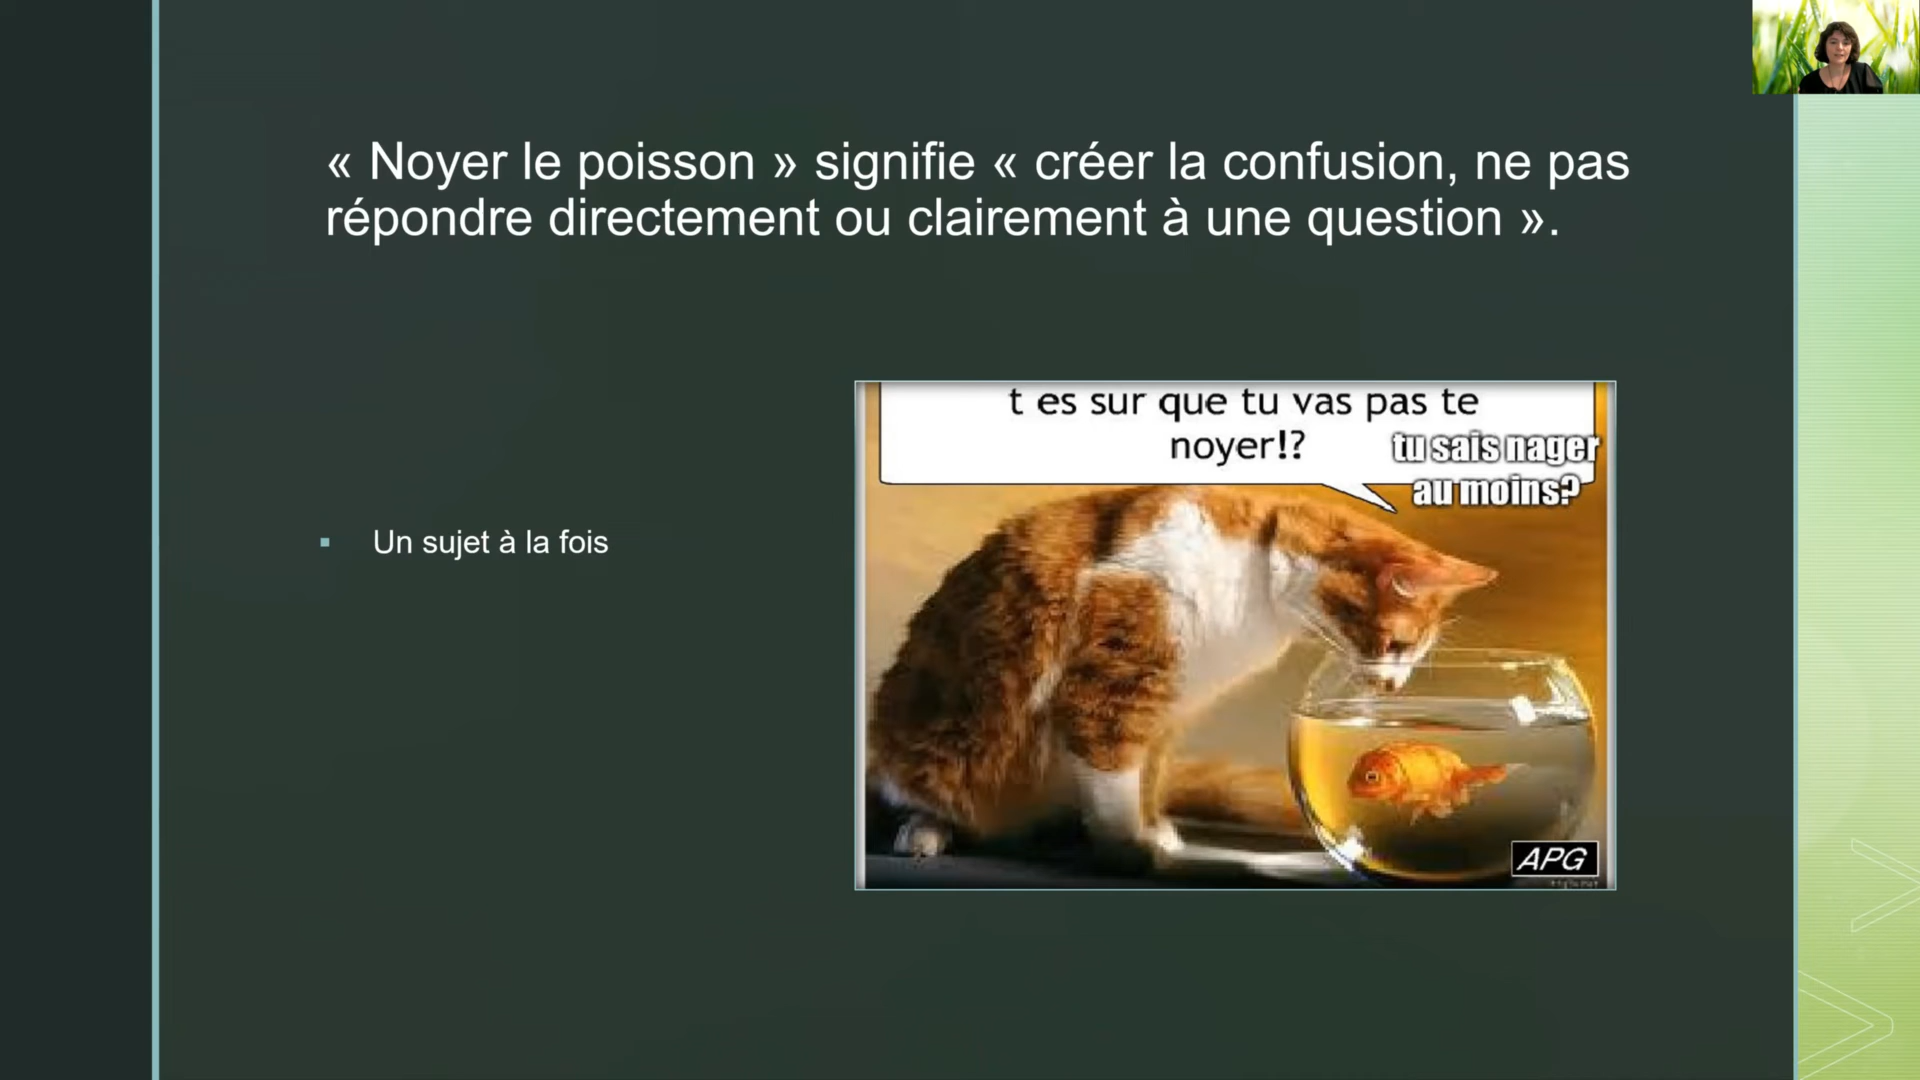 « Noyer le poisson » signifie « créer la confusion, ne pas
répondre directement ou clairement à une question ».
t es sur que tu vas pas te
noyer!?
tu sais nager
au moins?
Un sujet à la fois
APG